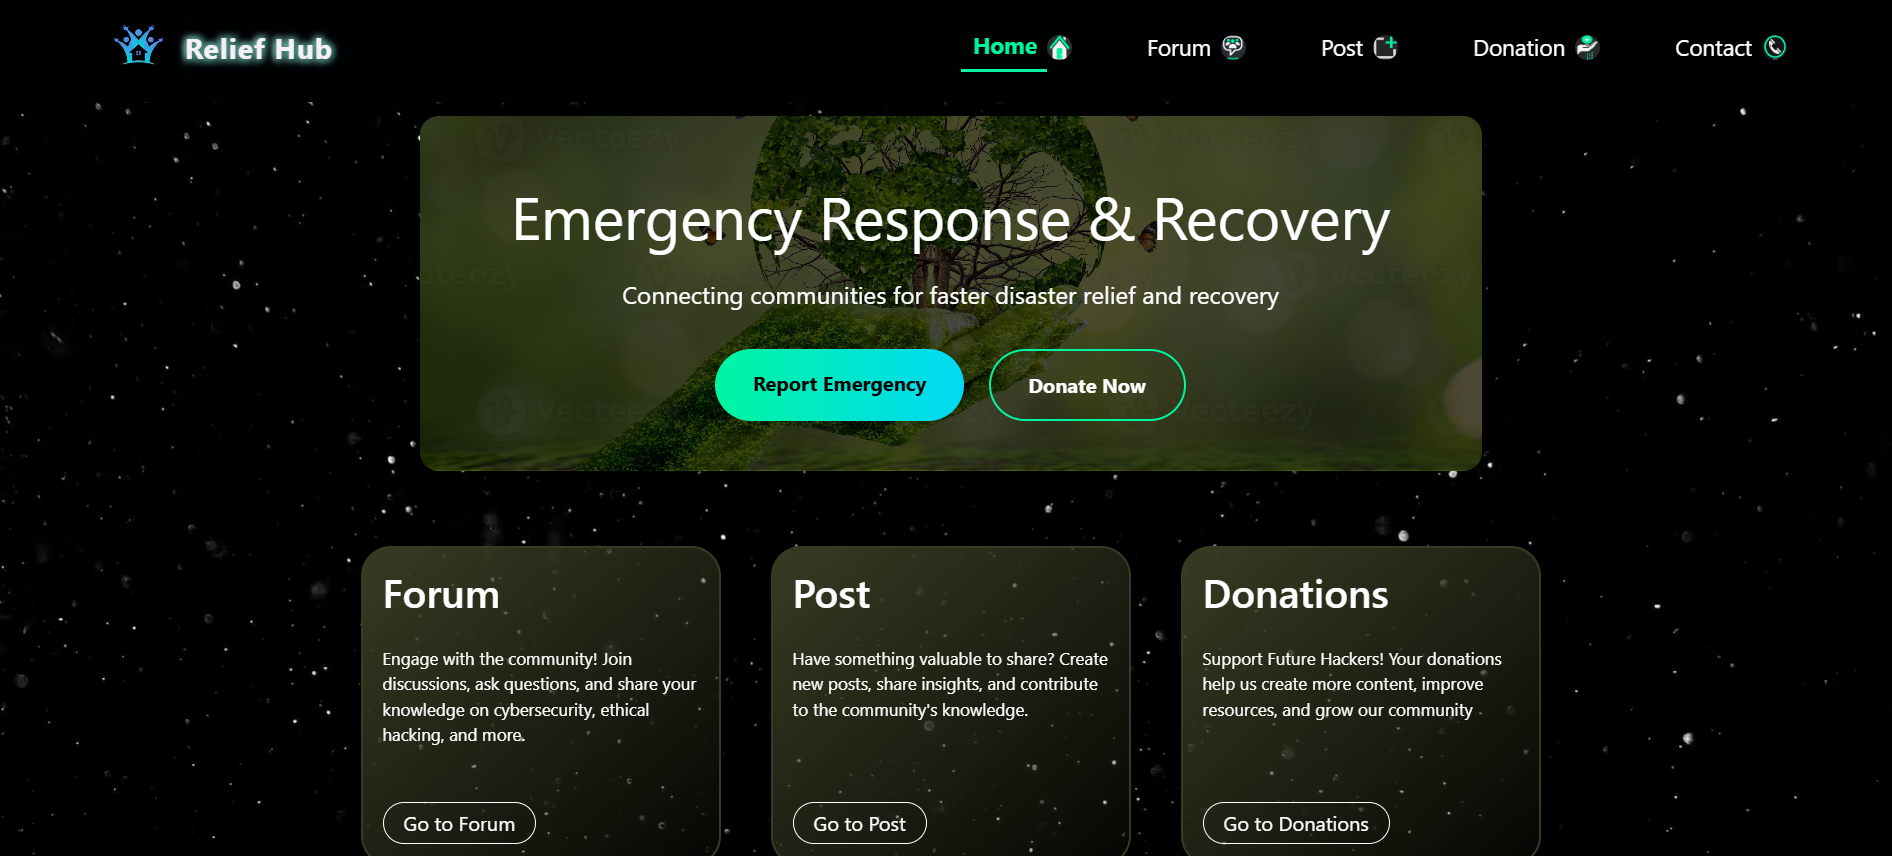 Relief Hub
Home
Forum
Post
Donation
Contact
Vecteezy
Vecteezy
Emergency Response & Recovery
Vecteezy
Connecting communities for faster disaster relief and recovery
Report Emergency
Donate Now
Vecteezy
Forum
Engage with the community! Join
discussions, ask questions, and share your
knowledge on cybersecurity, ethical
hacking, and more.
Go to Forum
Post
Have something valuable to share? Create
new posts, share insights, and contribute
to the community's knowledge.
Go to Post
Donations
Support Future Hackers! Your donations
help us create more content, improve
resources, and grow our community
Go to Donations